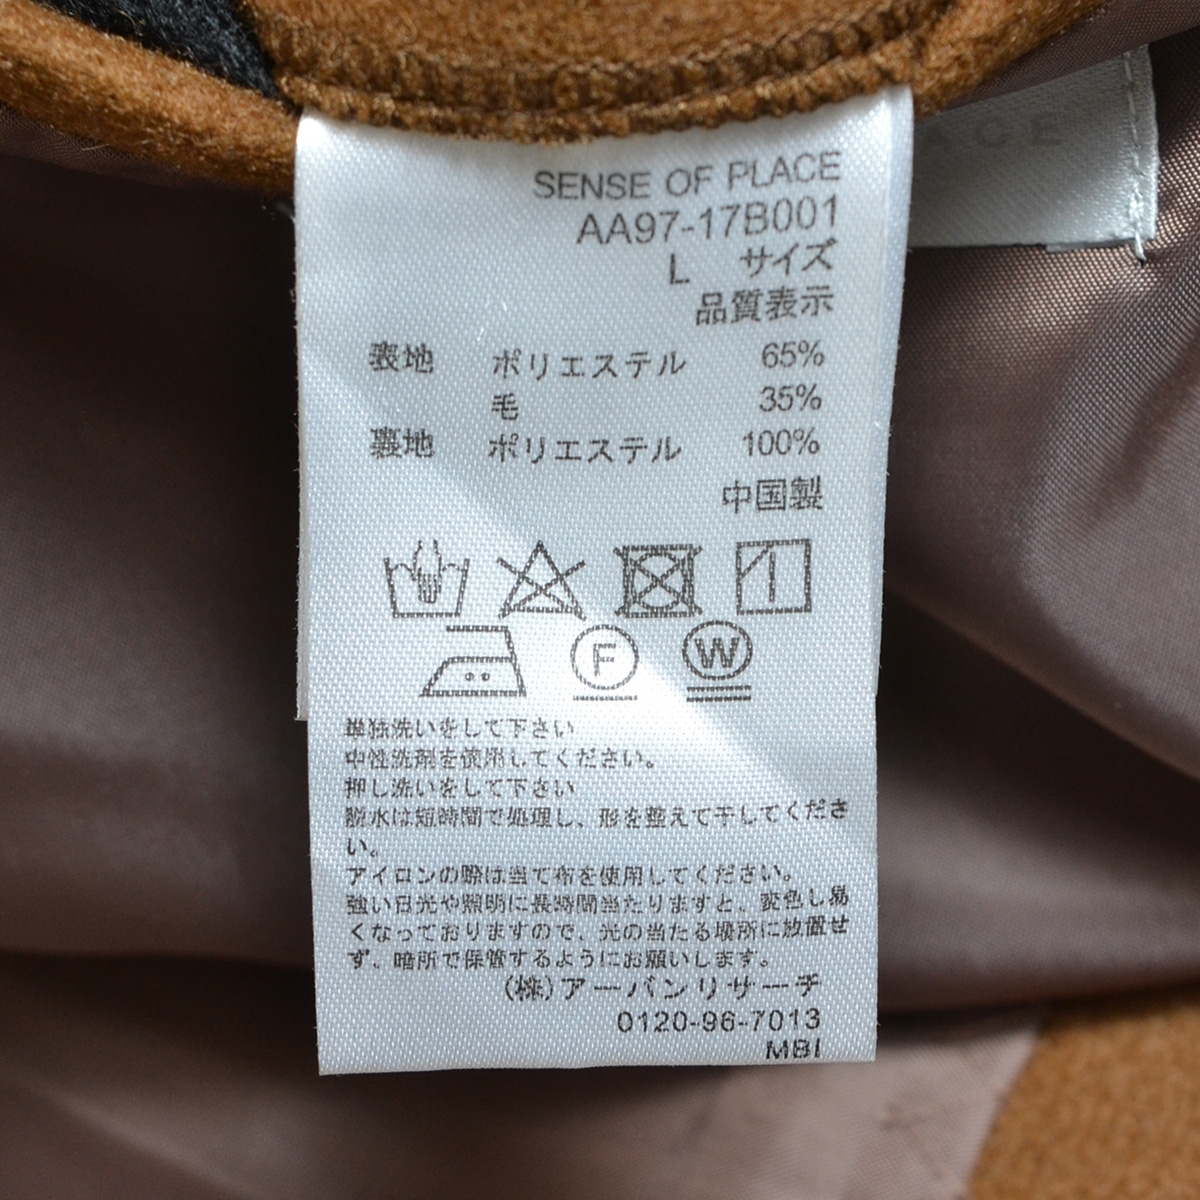 SENSE OF PLACE
AA97-17B001
L サイズ
品質表示
表地 ポリエステル 65%
毛 35%
裏地 ポリエステル 100%
中国製
F W
単独洗いをして下さい
中性洗剤を使用してください。
押し洗いをして下さい
脱水は短時間で処理し、形を整えて干してくださ
い。
アイロンの際は当て布を使用してください。
強い日光や照明に長時間当たりますと、変色し易
くなっておりますので、光の当たる場所に放置せ
ず、暗所で保管するようにお願いします。
(株)アーバンリサーチ
0120-96-7013
MBI